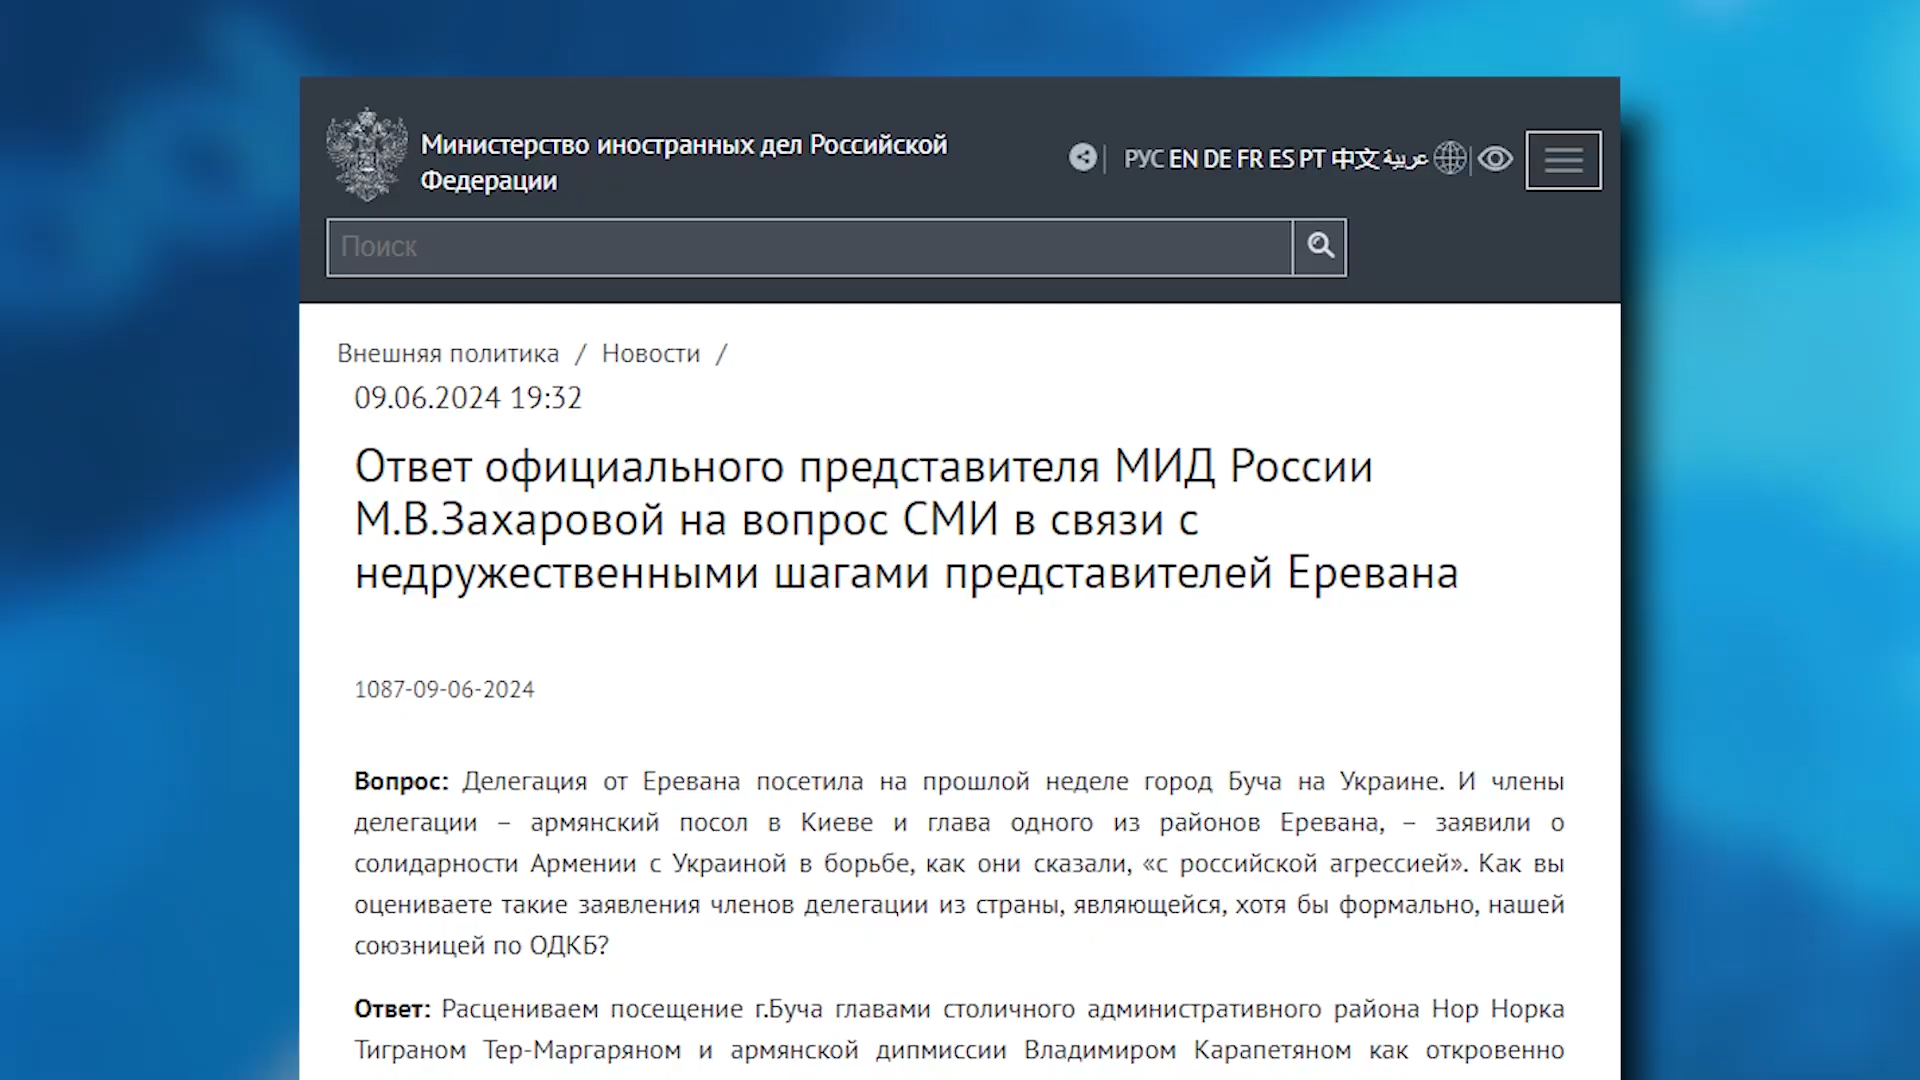 Министерство иностранных дел Российской
Федерации
РУС EN DE FR ES PT 中文 عربية
Поиск
Внешняя политика / Новости /
09.06.2024 19:32
Ответ официального представителя МИД России
М.В.Захаровой на вопрос СМИ в связи с
недружественными шагами представителей Еревана
1087-09-06-2024
Вопрос: Делегация от Еревана посетила на прошлой неделе город Буча на Украине. И члены
делегации – армянский посол в Киеве и глава одного из районов Еревана, – заявили о
солидарности Армении с Украиной в борьбе, как они сказали, «с российской агрессией». Как вы
оцениваете такие заявления членов делегации из страны, являющейся, хотя бы формально, нашей
союзницей по ОДКБ?
Ответ: Расцениваем посещение г.Буча главами столичного административного района Нор Норка
Тиграном Тер-Маргаряном и армянской дипмиссии Владимиром Карапетяном как откровенно